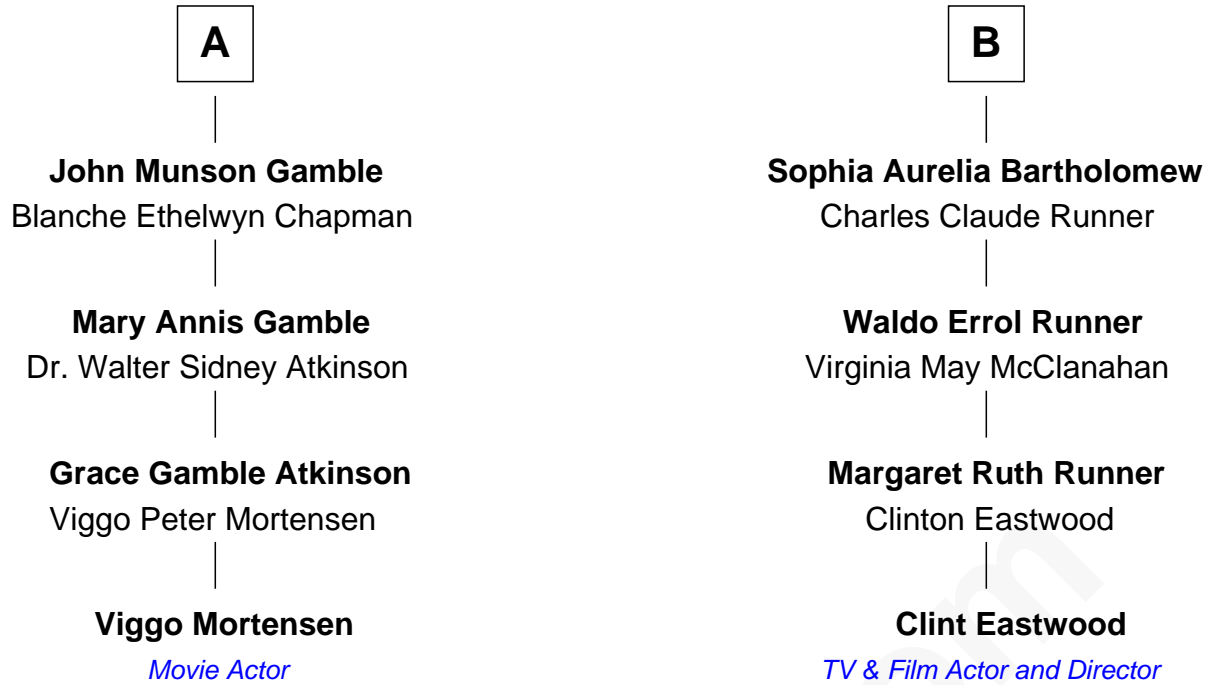 A
John Munson Gamble
Blanche Ethelwyn Chapman
Mary Annis Gamble
Dr. Walter Sidney Atkinson
Grace Gamble Atkinson
Viggo Peter Mortensen
Viggo Mortensen
Movie Actor
B
Sophia Aurelia Bartholomew
Charles Claude Runner
Waldo Errol Runner
Virginia May McClanahan
Margaret Ruth Runner
Clinton Eastwood
Clint Eastwood
TV & Film Actor and Director